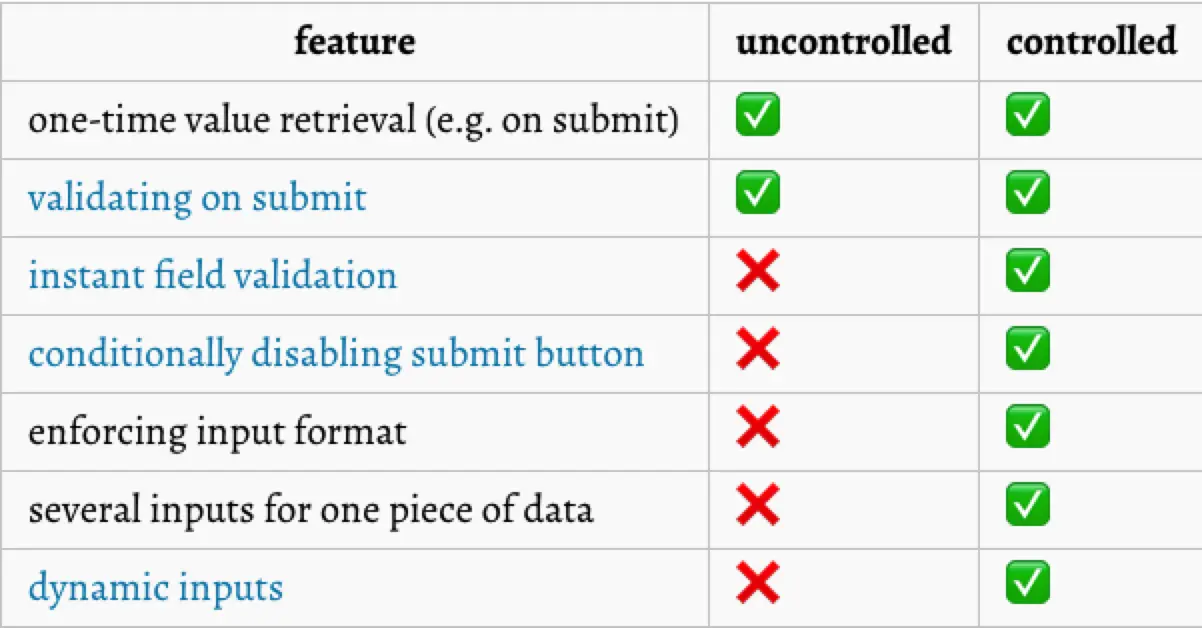 feature uncontrolled controlled
one-time value retrieval (e.g. on submit) ✅ ✅
validating on submit ✅ ✅
instant field validation ❌ ✅
conditionally disabling submit button ❌ ✅
enforcing input format ❌ ✅
several inputs for one piece of data ❌ ✅
dynamic inputs ❌ ✅